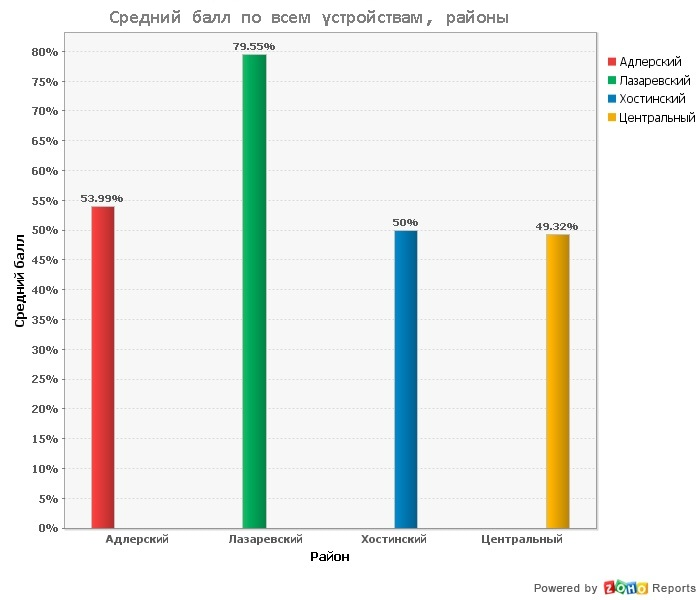 Средний балл по всем устройствам, районы
80%
75%
70%
65%
60%
55%
50%
45%
40%
35%
30%
25%
20%
15%
10%
5%
0%
Средний балл
53.99%
79.55%
50%
49.32%
Адлерский
Лазаревский
Хостинский
Центральный
Район
Адлерский
Лазаревский
Хостинский
Центральный
Powered by ZOHO Reports